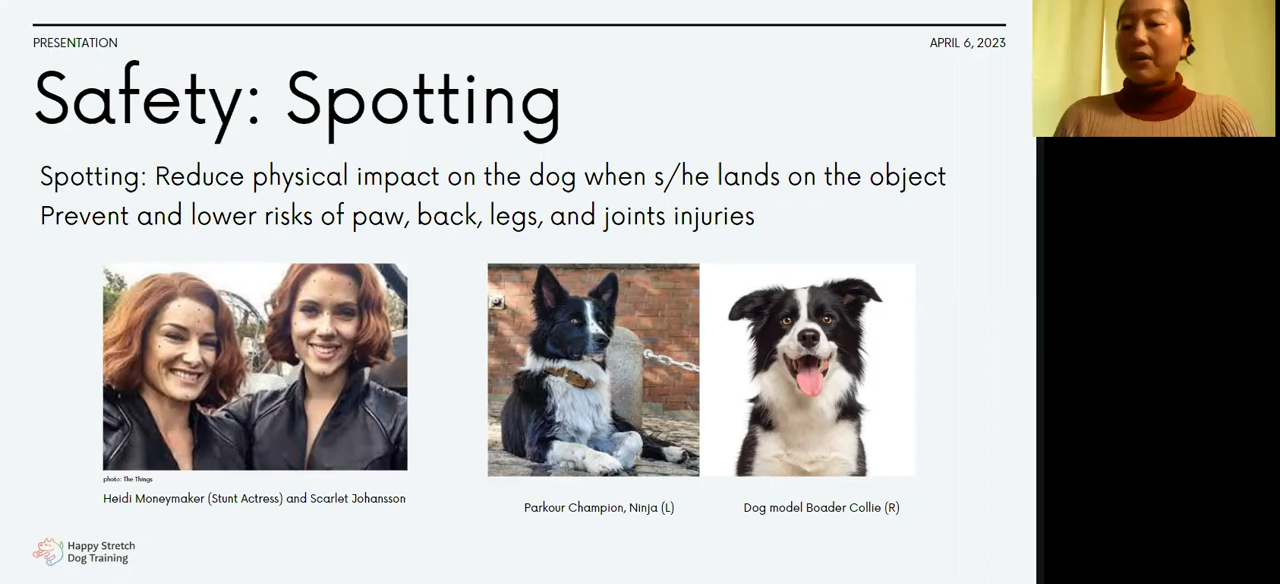 PRESENTATION
APRIL 6, 2023
Safety: Spotting
Spotting: Reduce physical impact on the dog when s/he lands on the object
Prevent and lower risks of paw, back, legs, and joints injuries
photo: The Things
Heidi Moneymaker (Stunt Actress) and Scarlet Johansson
Parkour Champion, Ninja (L)
Dog model Boader Collie (R)
Happy Stretch
Dog Training